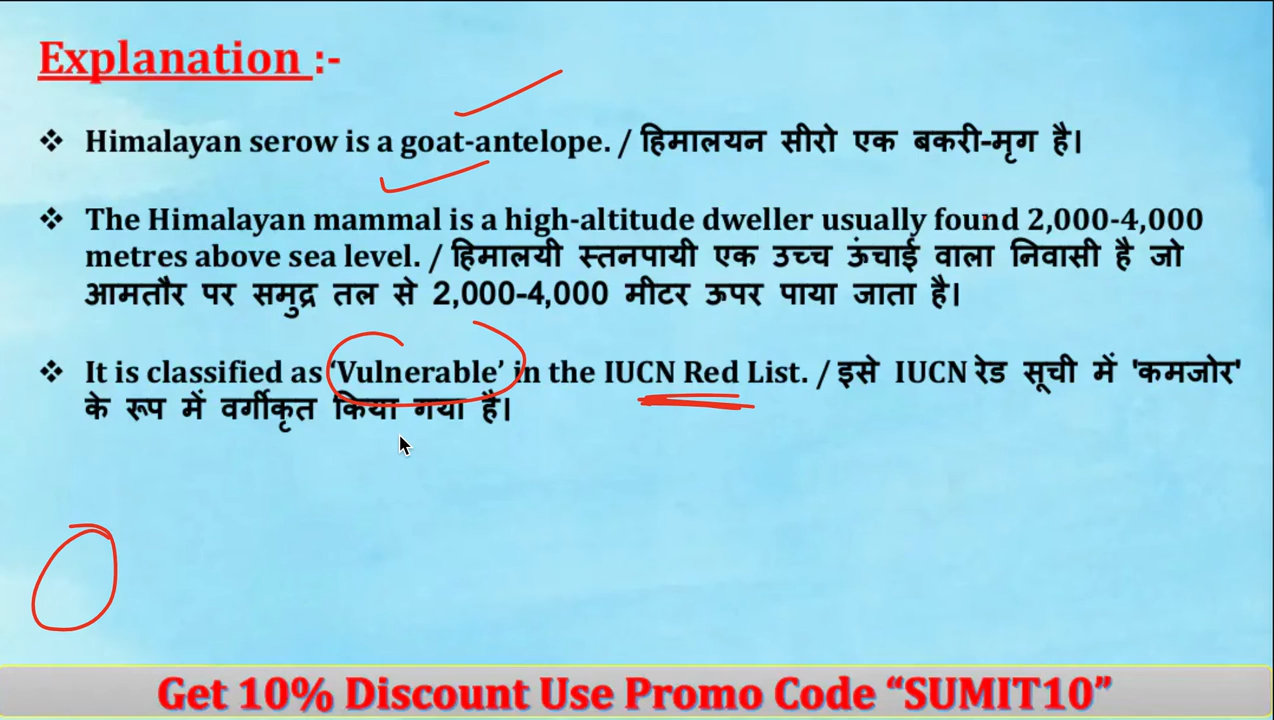 Explanation :-
❖ Himalayan serow is a goat-antelope. / हिमालयन सीरो एक बकरी-मृग है।
❖ The Himalayan mammal is a high-altitude dweller usually found 2,000-4,000
metres above sea level. / हिमालयी स्तनपायी एक उच्च ऊंचाई वाला निवासी है जो
आमतौर पर समुद्र तल से 2,000-4,000 मीटर ऊपर पाया जाता है।
❖ It is classified as ‘Vulnerable’ in the IUCN Red List. / इसे IUCN रेड सूची में 'कमजोर'
के रूप में वर्गीकृत किया गया है।
Get 10% Discount Use Promo Code “SUMIT10”